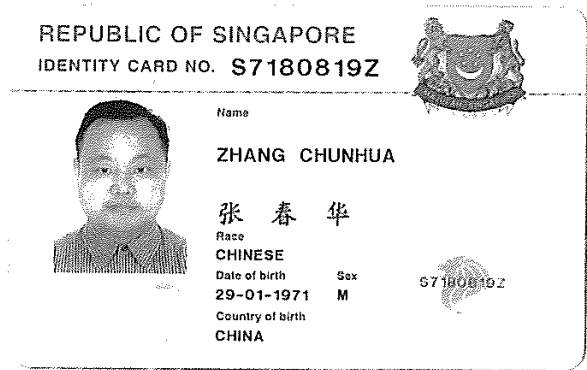 REPUBLIC OF SINGAPORE
IDENTITY CARD NO. S7180819Z
Name
ZHANG CHUNHUA
张春华
Race
CHINESE
Date of birth Sex
29-01-1971 M
S7180819Z
Country of birth
CHINA